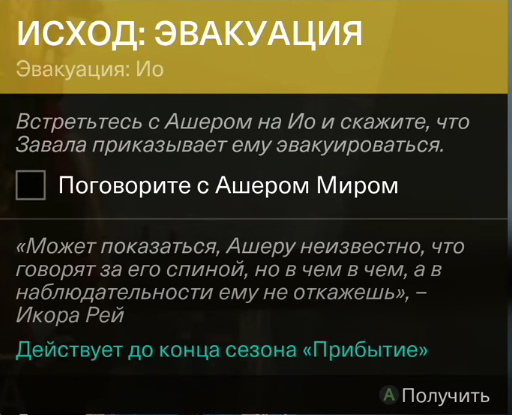 ИСХОД: ЭВАКУАЦИЯ
Эвакуация: Ио
Встретьтесь с Ашером на Ио и скажите, что
Завала приказывает ему эвакуироваться.
Поговорите с Ашером Миром
«Может показаться, Ашеру неизвестно, что
говорят за его спиной, но в чем в чем, а в
наблюдательности ему не откажешь», –
Икора Рей
Действует до конца сезона «Прибытие»
A Получить